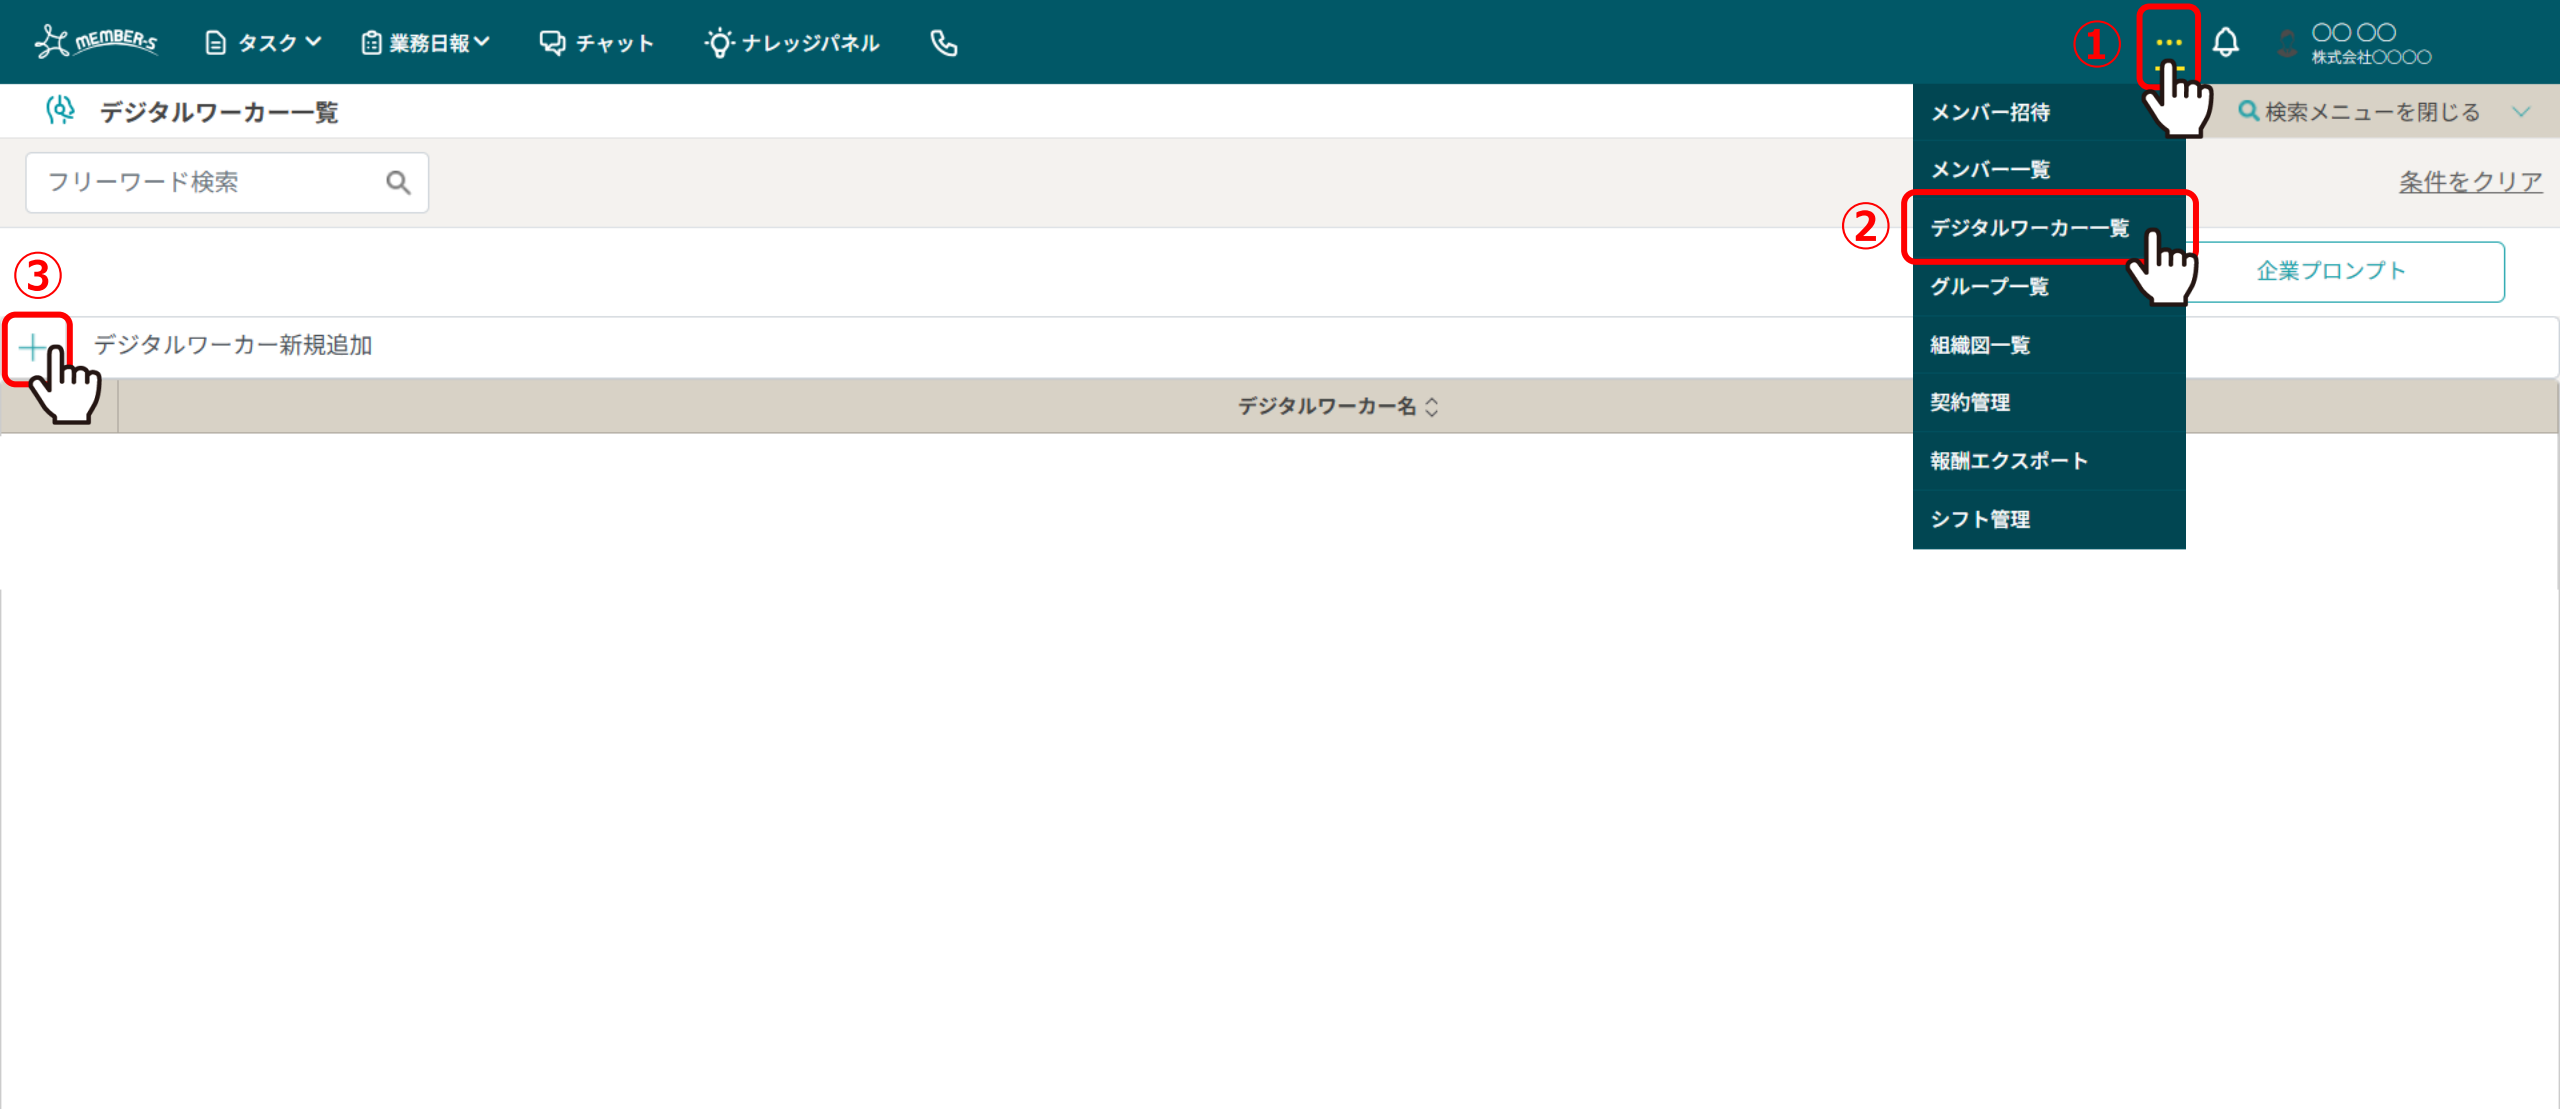 MEMBER-S タスク 業務日報 チャット ナレッジパネル ① … 〇〇 〇〇
株式会社〇〇〇〇
デジタルワーカー一覧
メンバー招待
検索メニューを閉じる
フリーワード検索
メンバー一覧
条件をクリア
② デジタルワーカー一覧
③
企業プロンプト
グループ一覧
デジタルワーカー新規追加
組織図一覧
デジタルワーカー名
契約管理
報酬エクスポート
シフト管理